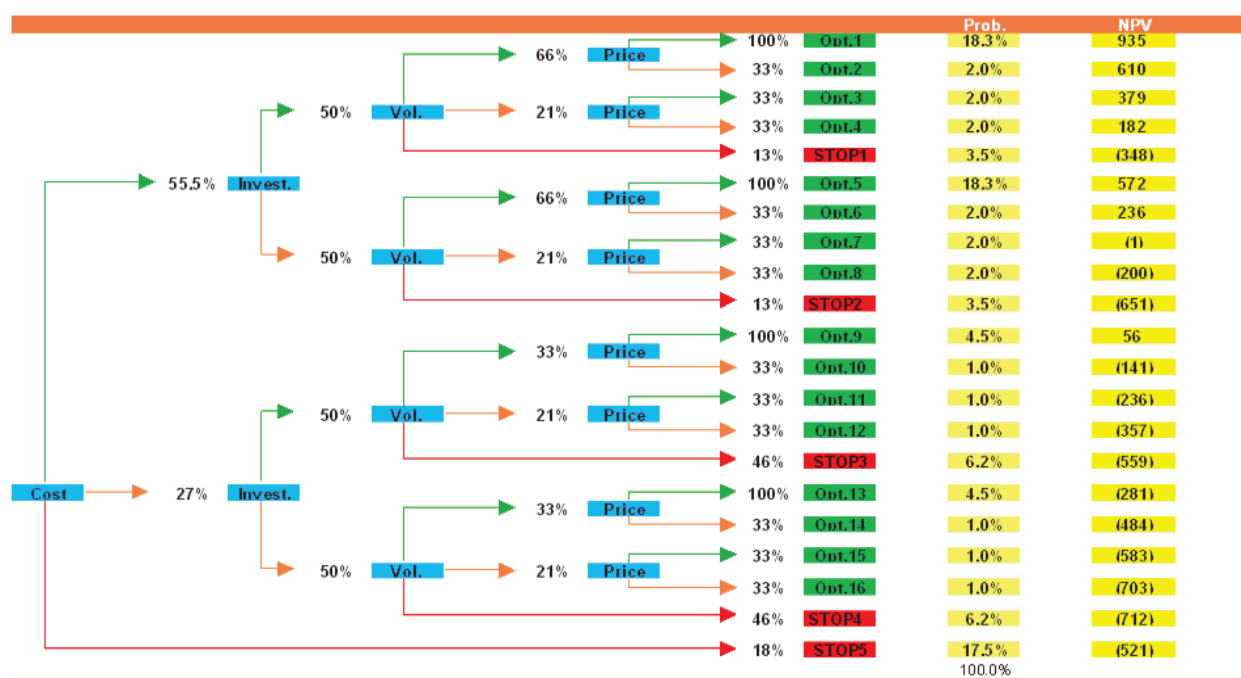 Prob. NPV
100% Opt.1 18.3% 935
66% Price
33% Opt.2 2.0% 610
33% Opt.3 2.0% 379
50% Vol. 21% Price
33% Opt.4 2.0% 182
13% STOP1 3.5% (348)
55.5% Invest. 100% Opt.5 18.3% 572
66% Price
33% Opt.6 2.0% 236
33% Opt.7 2.0% (1)
50% Vol. 21% Price
33% Opt.8 2.0% (200)
13% STOP2 3.5% (651)
100% Opt.9 4.5% 56
33% Price
33% Opt.10 1.0% (141)
33% Opt.11 1.0% (236)
50% Vol. 21% Price
33% Opt.12 1.0% (357)
46% STOP3 6.2% (559)
Cost 27% Invest. 100% Opt.13 4.5% (281)
33% Price
33% Opt.14 1.0% (484)
33% Opt.15 1.0% (583)
50% Vol. 21% Price
33% Opt.16 1.0% (703)
46% STOP4 6.2% (712)
18% STOP5 17.5% (521)
100.0%